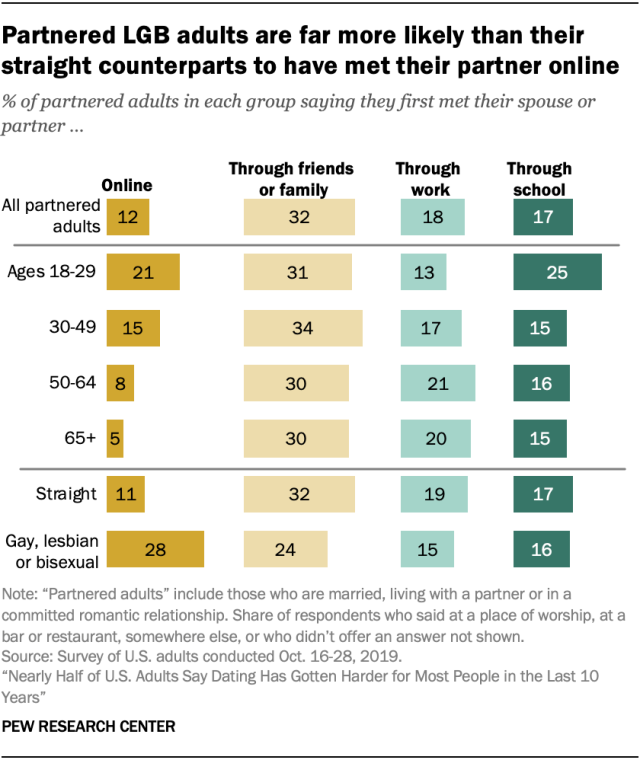 Partnered LGB adults are far more likely than their
straight counterparts to have met their partner online
% of partnered adults in each group saying they first met their spouse or
partner ...
Online
Through friends
or family
Through
work
Through
school
All partnered
adults
12 32 18 17
Ages 18-29 21 31 13 25
30-49 15 34 17 15
50-64 8 30 21 16
65+ 5 30 20 15
Straight 11 32 19 17
Gay, lesbian
or bisexual
28 24 15 16
Note: “Partnered adults” include those who are married, living with a partner or in a
committed romantic relationship. Share of respondents who said at a place of worship, at a
bar or restaurant, somewhere else, or who didn’t offer an answer not shown.
Source: Survey of U.S. adults conducted Oct. 16-28, 2019.
“Nearly Half of U.S. Adults Say Dating Has Gotten Harder for Most People in the Last 10
Years”
PEW RESEARCH CENTER